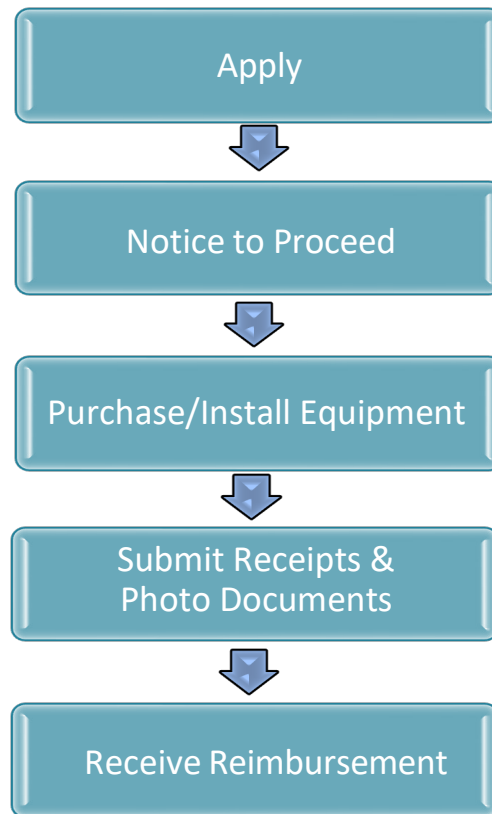 Apply
Notice to Proceed
Purchase/Install Equipment
Submit Receipts &
Photo Documents
Receive Reimbursement